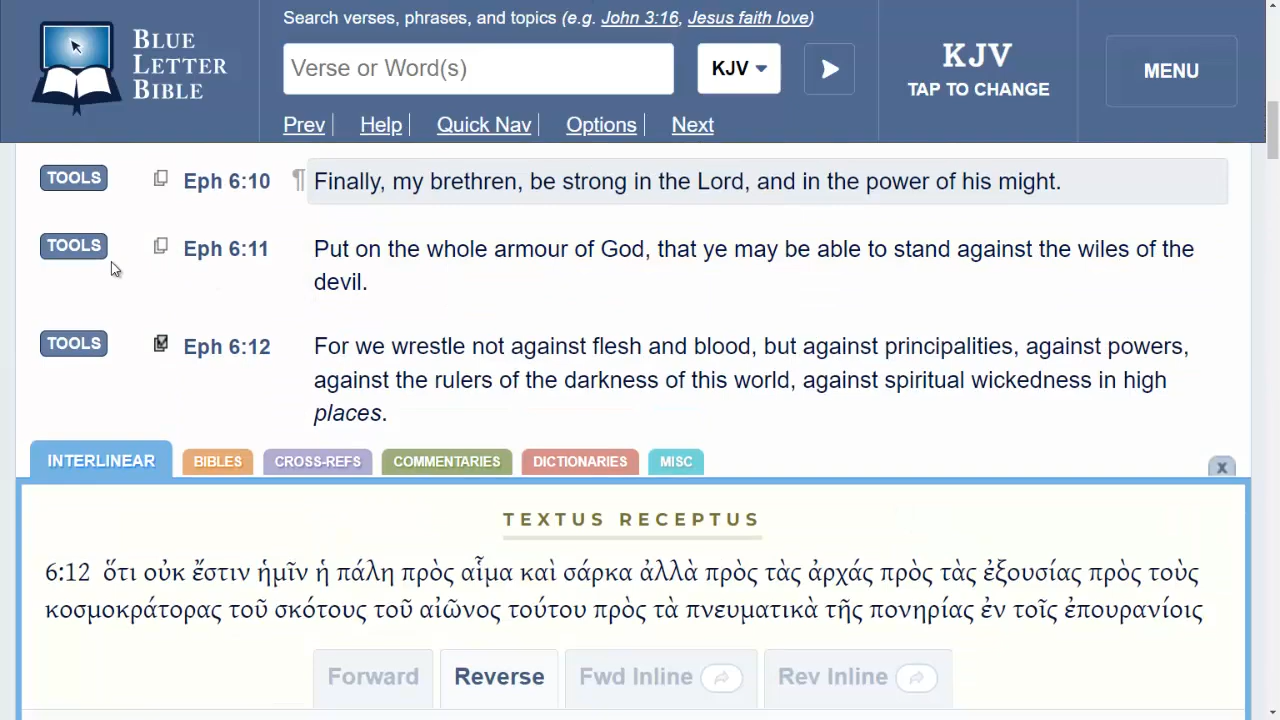 BLUE
LETTER
BIBLE
Search verses, phrases, and topics (e.g. John 3:16, Jesus faith love)
Verse or Word(s)
KJV
Prev
Help
Quick Nav
Options
Next
KJV
TAP TO CHANGE
MENU
TOOLS Eph 6:10 ¶ Finally, my brethren, be strong in the Lord, and in the power of his might.
TOOLS Eph 6:11 Put on the whole armour of God, that ye may be able to stand against the wiles of the
devil.
TOOLS Eph 6:12 For we wrestle not against flesh and blood, but against principalities, against powers,
against the rulers of the darkness of this world, against spiritual wickedness in high
places.
INTERLINEAR BIBLES CROSS-REFS COMMENTARIES DICTIONARIES MISC
x
TEXTUS RECEPTUS
6:12 ὅτι οὐκ ἔστιν ἡμῖν ἡ πάλη πρὸς αἷμα καὶ σάρκα ἀλλὰ πρὸς τὰς ἀρχάς πρὸς τὰς ἐξουσίας πρὸς τοὺς
κοσμοκράτορας τοῦ σκότους τοῦ αἰῶνος τούτου πρὸς τὰ πνευματικὰ τῆς πονηρίας ἐν τοῖς ἐπουρανίοις
Forward Reverse Fwd Inline Rev Inline